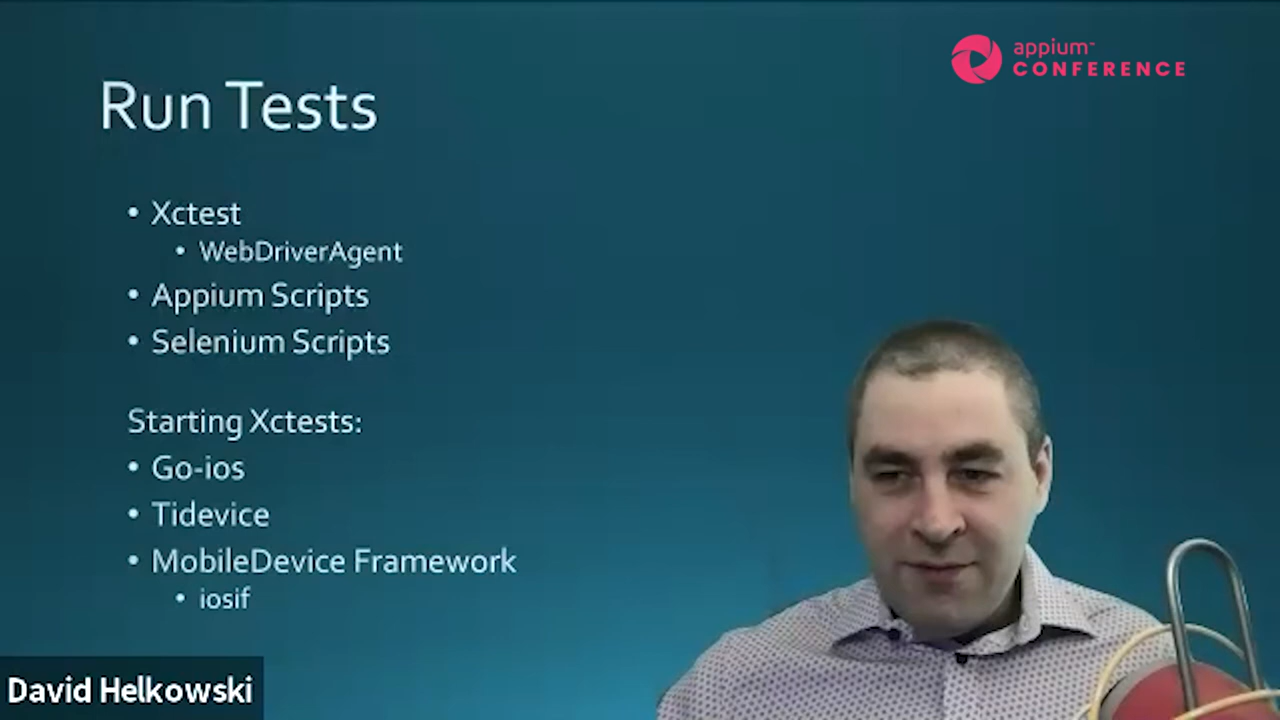 appium
CONFERENCE
Run Tests
• Xctest
• WebDriverAgent
• Appium Scripts
• Selenium Scripts
Starting Xctests:
• Go-ios
• Tidevice
• MobileDevice Framework
• iosif
David Helkowski